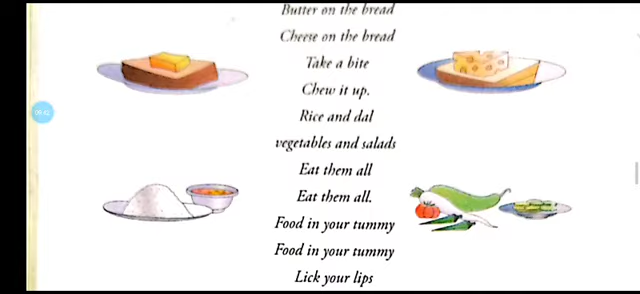 Butter on the bread
Cheese on the bread
Take a bite
Chew it up.
Rice and dal
vegetables and salads
Eat them all
Eat them all.
Food in your tummy
Food in your tummy
Lick your lips